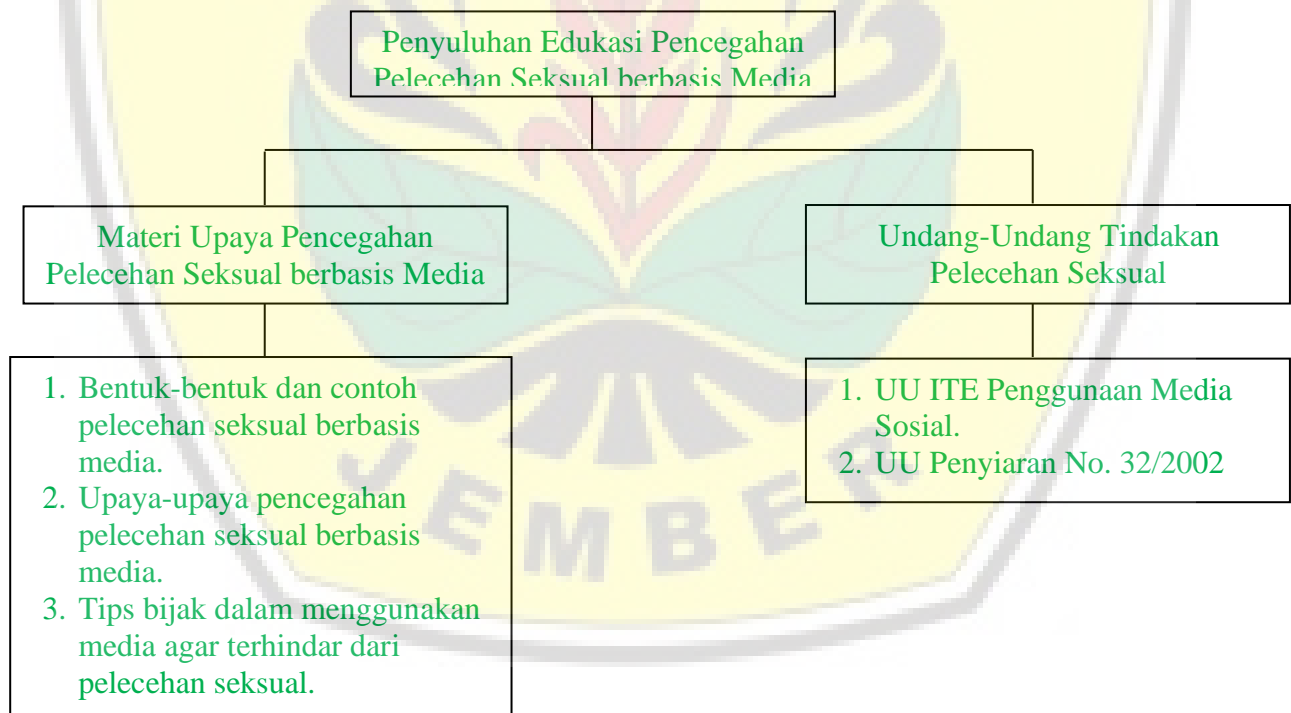 Penyuluhan Edukasi Pencegahan
Pelecehan Seksual berbasis Media
Materi Upaya Pencegahan
Pelecehan Seksual berbasis Media
Undang-Undang Tindakan
Pelecehan Seksual
1. Bentuk-bentuk dan contoh
pelecehan seksual berbasis
media.
2. Upaya-upaya pencegahan
pelecehan seksual berbasis
media.
3. Tips bijak dalam menggunakan
media agar terhindar dari
pelecehan seksual.
1. UU ITE Penggunaan Media
Sosial.
2. UU Penyiaran No. 32/2002
JEMBER